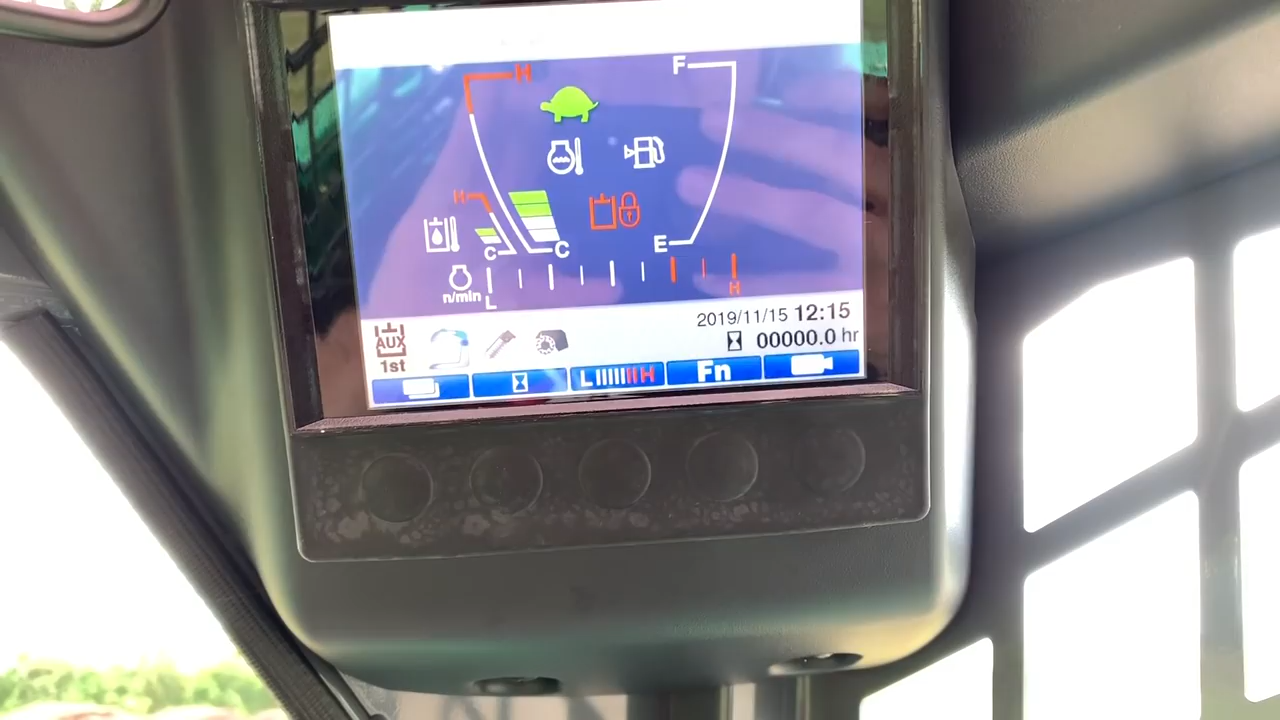 H
F
H
C
C
E
n/min
L
H
2019/11/15 12:15
AUX
00000.0 hr
1st
L H
Fn